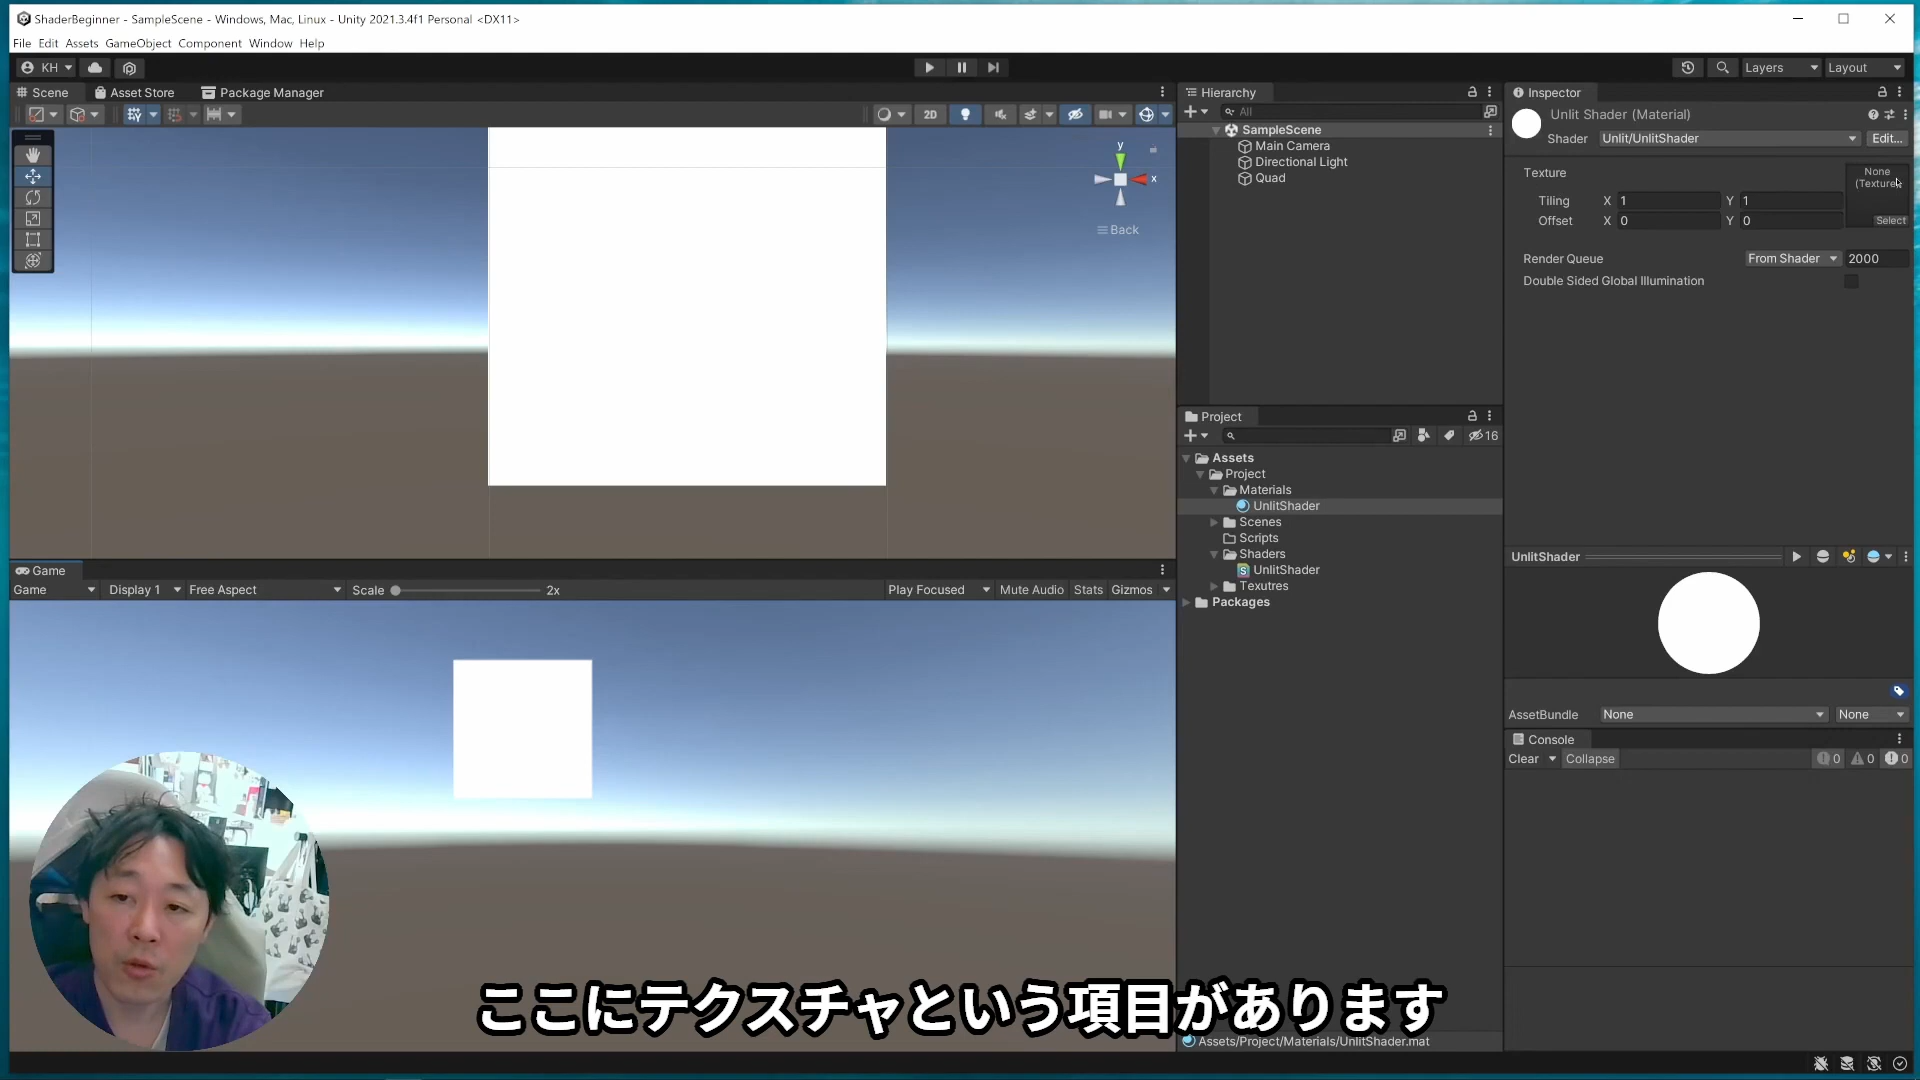 ShaderBeginner - SampleScene - Windows, Mac, Linux - Unity 2021.3.4f1 Personal <DX11>
File Edit Assets GameObject Component Window Help
KH
Layers
Layout
Scene
Asset Store
Package Manager
2D
y
x
Back
Game
Game
Display 1
Free Aspect
Scale
2x
Play Focused
Mute Audio
Stats
Gizmos
Hierarchy
All
SampleScene
Main Camera
Directional Light
Quad
Project
16
Assets
Project
Materials
UnlitShader
Scenes
Scripts
Shaders
UnlitShader
Texutres
Packages
Assets/Project/Materials/UnlitShader.mat
Inspector
Unlit Shader (Material)
Shader
Unlit/UnlitShader
Edit...
Texture
None
(Texture)
Tiling X 1 Y 1
Offset X 0 Y 0
Select
Render Queue From Shader 2000
Double Sided Global Illumination
UnlitShader
AssetBundle None None
Console
Clear Collapse 0 0 0
ここにテクスチャという項目があります